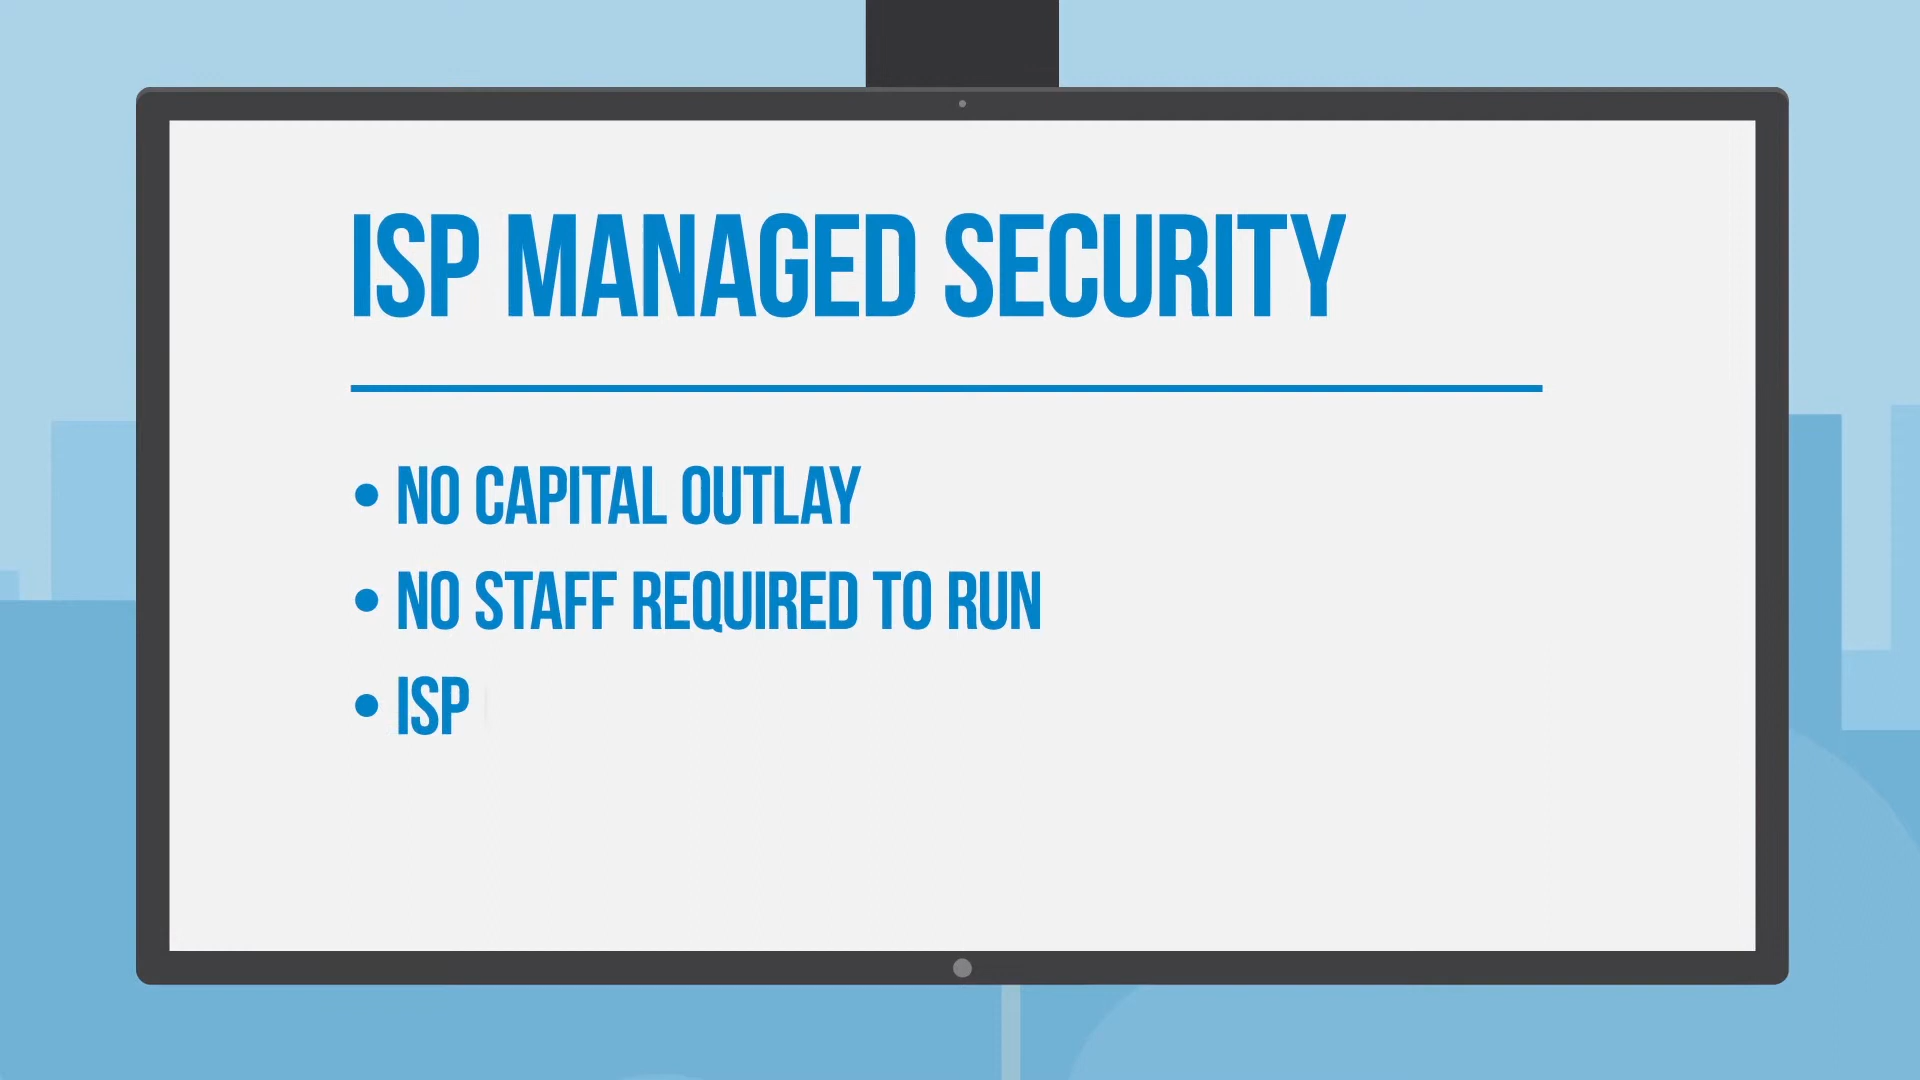 ISP MANAGED SECURITY
• NO CAPITAL OUTLAY
• NO STAFF REQUIRED TO RUN
• ISP